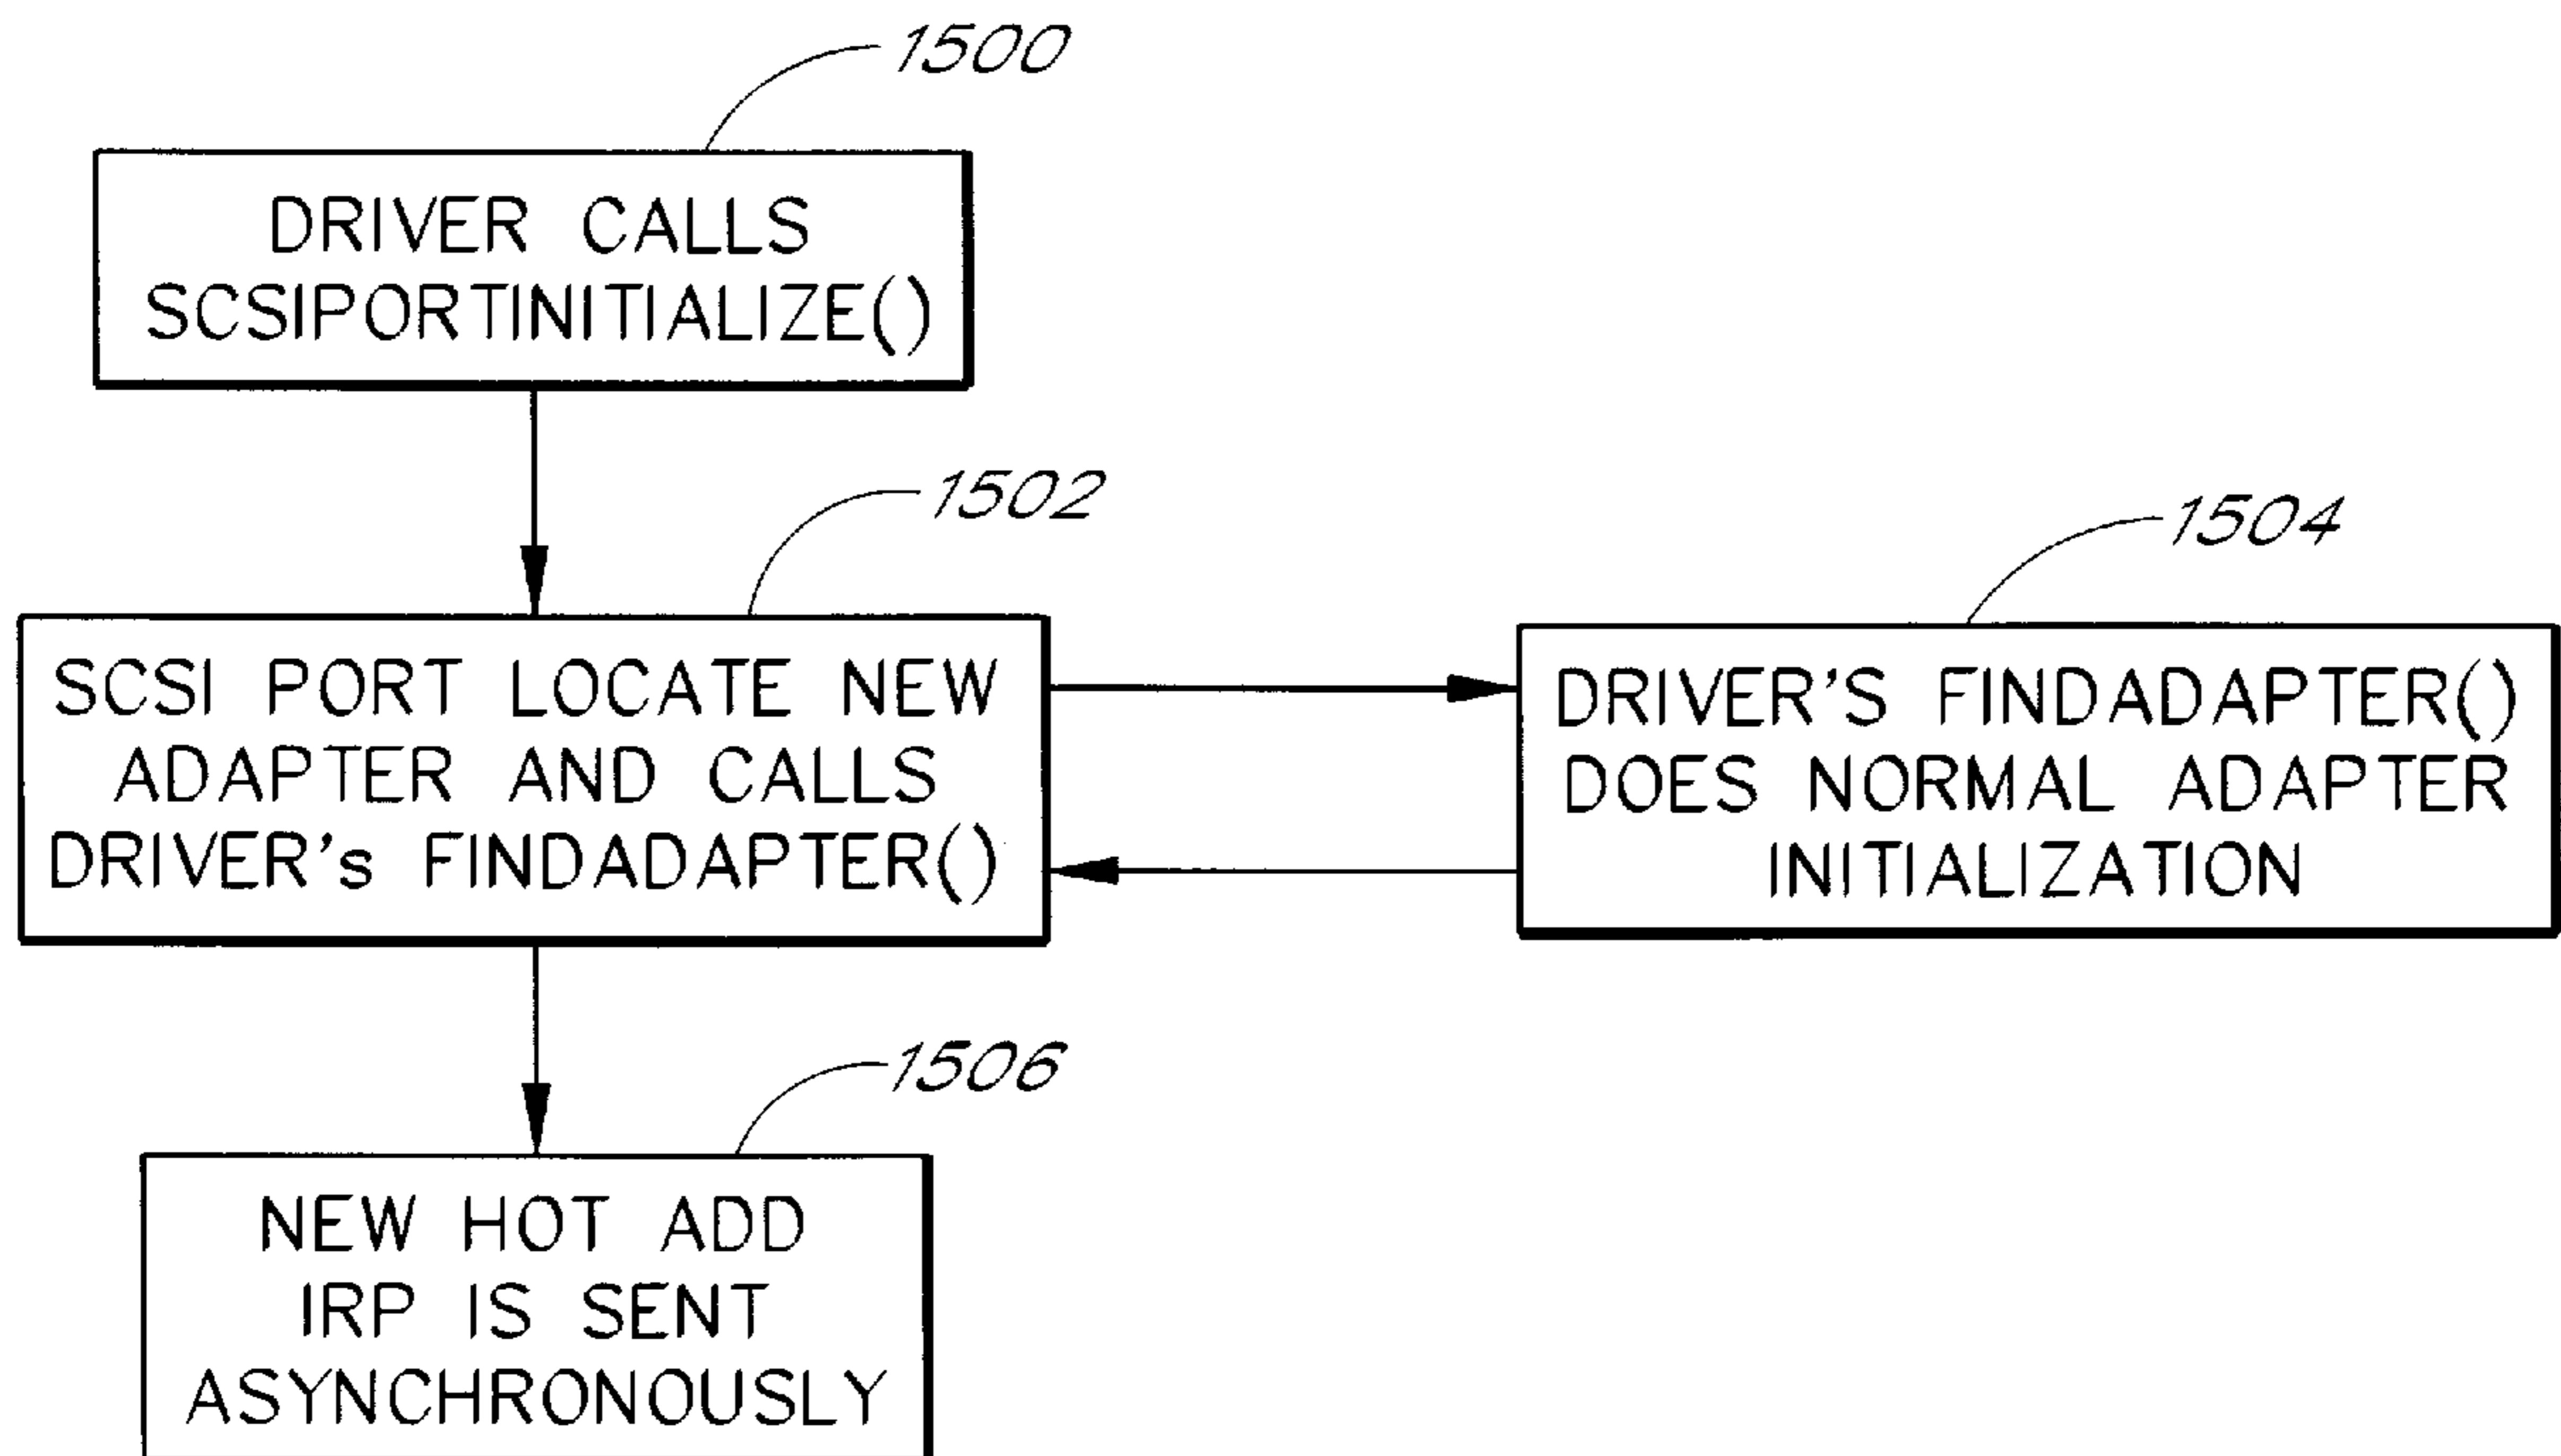 1500
DRIVER CALLS
SCSIPORTINITIALIZE()
1502
SCSI PORT LOCATE NEW
ADAPTER AND CALLS
DRIVER's FINDADAPTER()
1504
DRIVER'S FINDADAPTER()
DOES NORMAL ADAPTER
INITIALIZATION
1506
NEW HOT ADD
IRP IS SENT
ASYNCHRONOUSLY